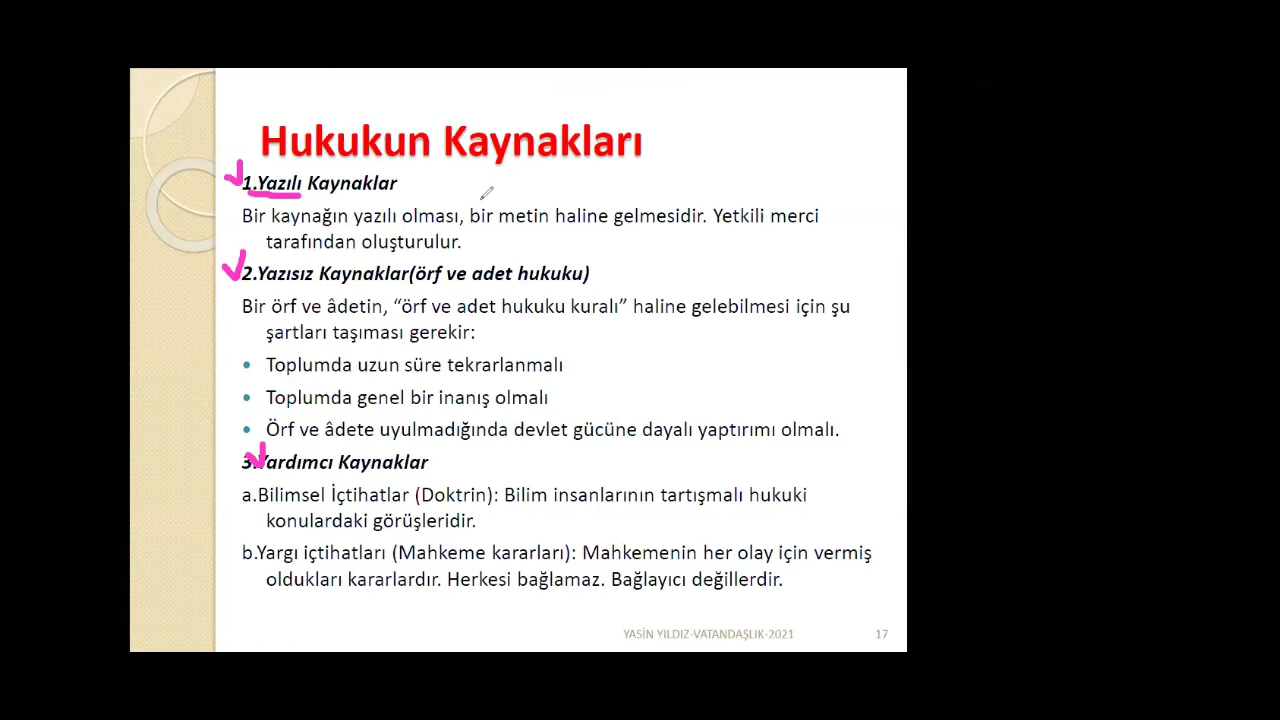 Hukukun Kaynakları
1.Yazılı Kaynaklar
Bir kaynağın yazılı olması, bir metin haline gelmesidir. Yetkili merci
tarafından oluşturulur.
2.Yazısız Kaynaklar(örf ve adet hukuku)
Bir örf ve âdetin, “örf ve adet hukuku kuralı” haline gelebilmesi için şu
şartları taşıması gerekir:
• Toplumda uzun süre tekrarlanmalı
• Toplumda genel bir inanış olmalı
• Örf ve âdete uyulmadığında devlet gücüne dayalı yaptırımı olmalı.
3.Yardımcı Kaynaklar
a.Bilimsel İçtihatlar (Doktrin): Bilim insanlarının tartışmalı hukuki
konulardaki görüşleridir.
b.Yargı içtihatları (Mahkeme kararları): Mahkemenin her olay için vermiş
oldukları kararlardır. Herkesi bağlamaz. Bağlayıcı değillerdir.
YASİN YILDIZ-VATANDAŞLIK-2021 17